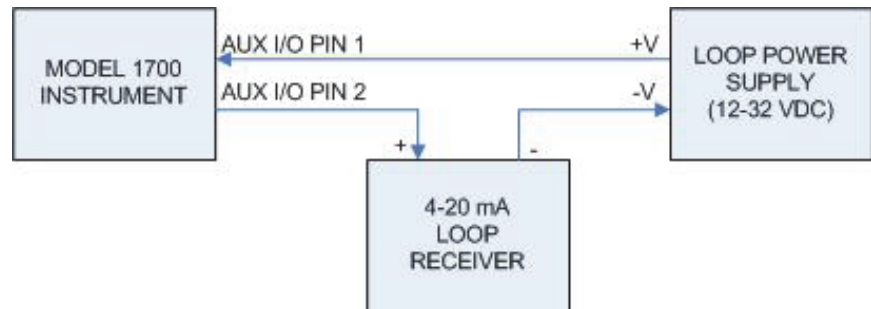 MODEL 1700
INSTRUMENT
AUX I/O PIN 1
AUX I/O PIN 2
+V
-V
LOOP POWER
SUPPLY
(12-32 VDC)
+
-
4-20 mA
LOOP
RECEIVER